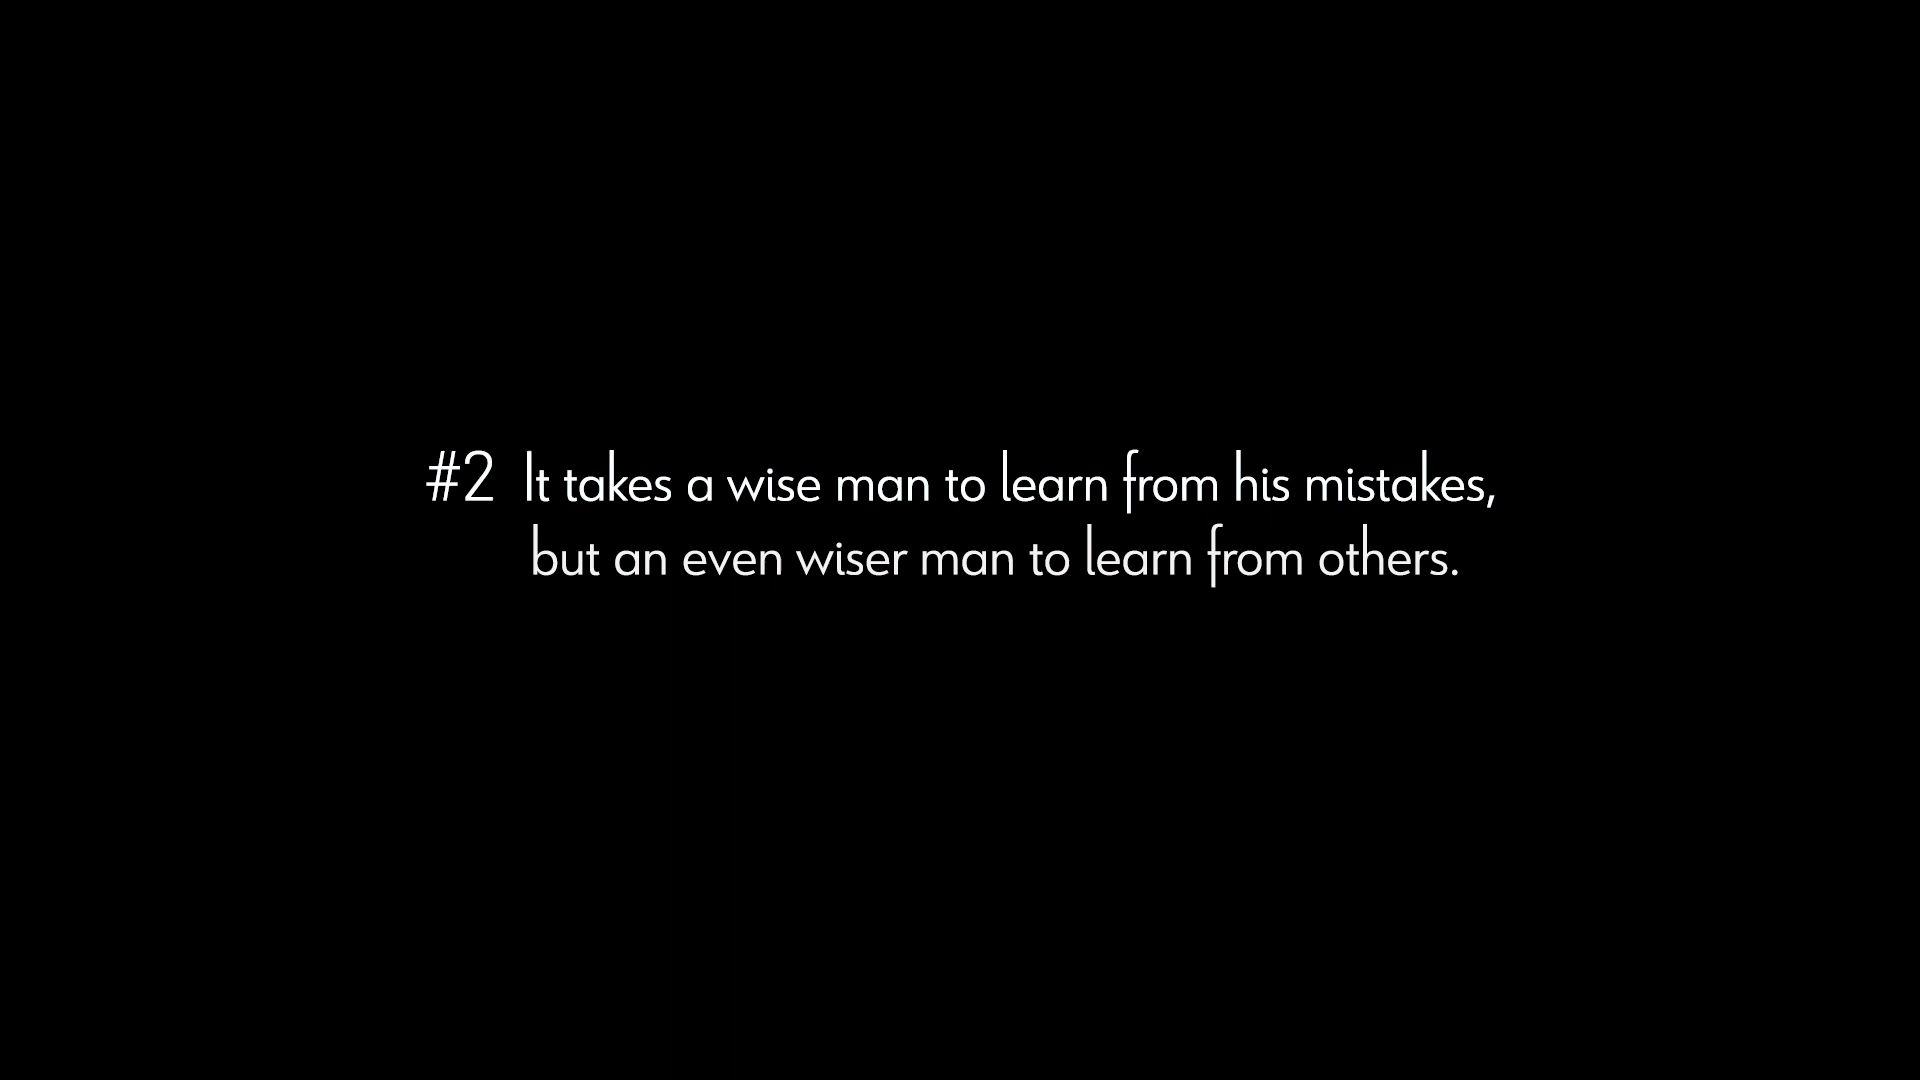 #2 It takes a wise man to learn from his mistakes,
but an even wiser man to learn from others.